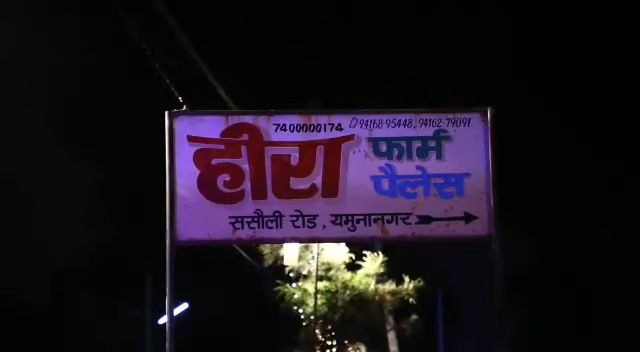 7400000174 94168-95448, 94162-79091
हीरा फार्म
पैलेस
ससौली रोड, यमुनानगर